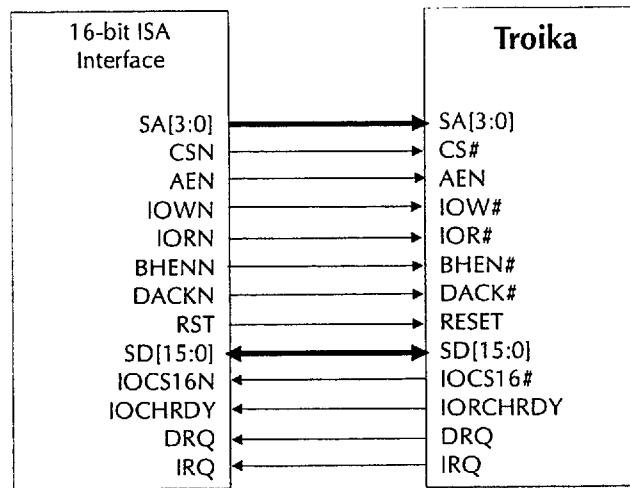 16-bit ISA
Interface
Troika
SA[3:0] SA[3:0]
CSN CS#
AEN AEN
IOWN IOW#
IORN IOR#
BHENN BHEN#
DACKN DACK#
RST RESET
SD[15:0] SD[15:0]
IOCS16N IOCS16#
IOCHRDY IORCHRDY
DRQ DRQ
IRQ IRQ